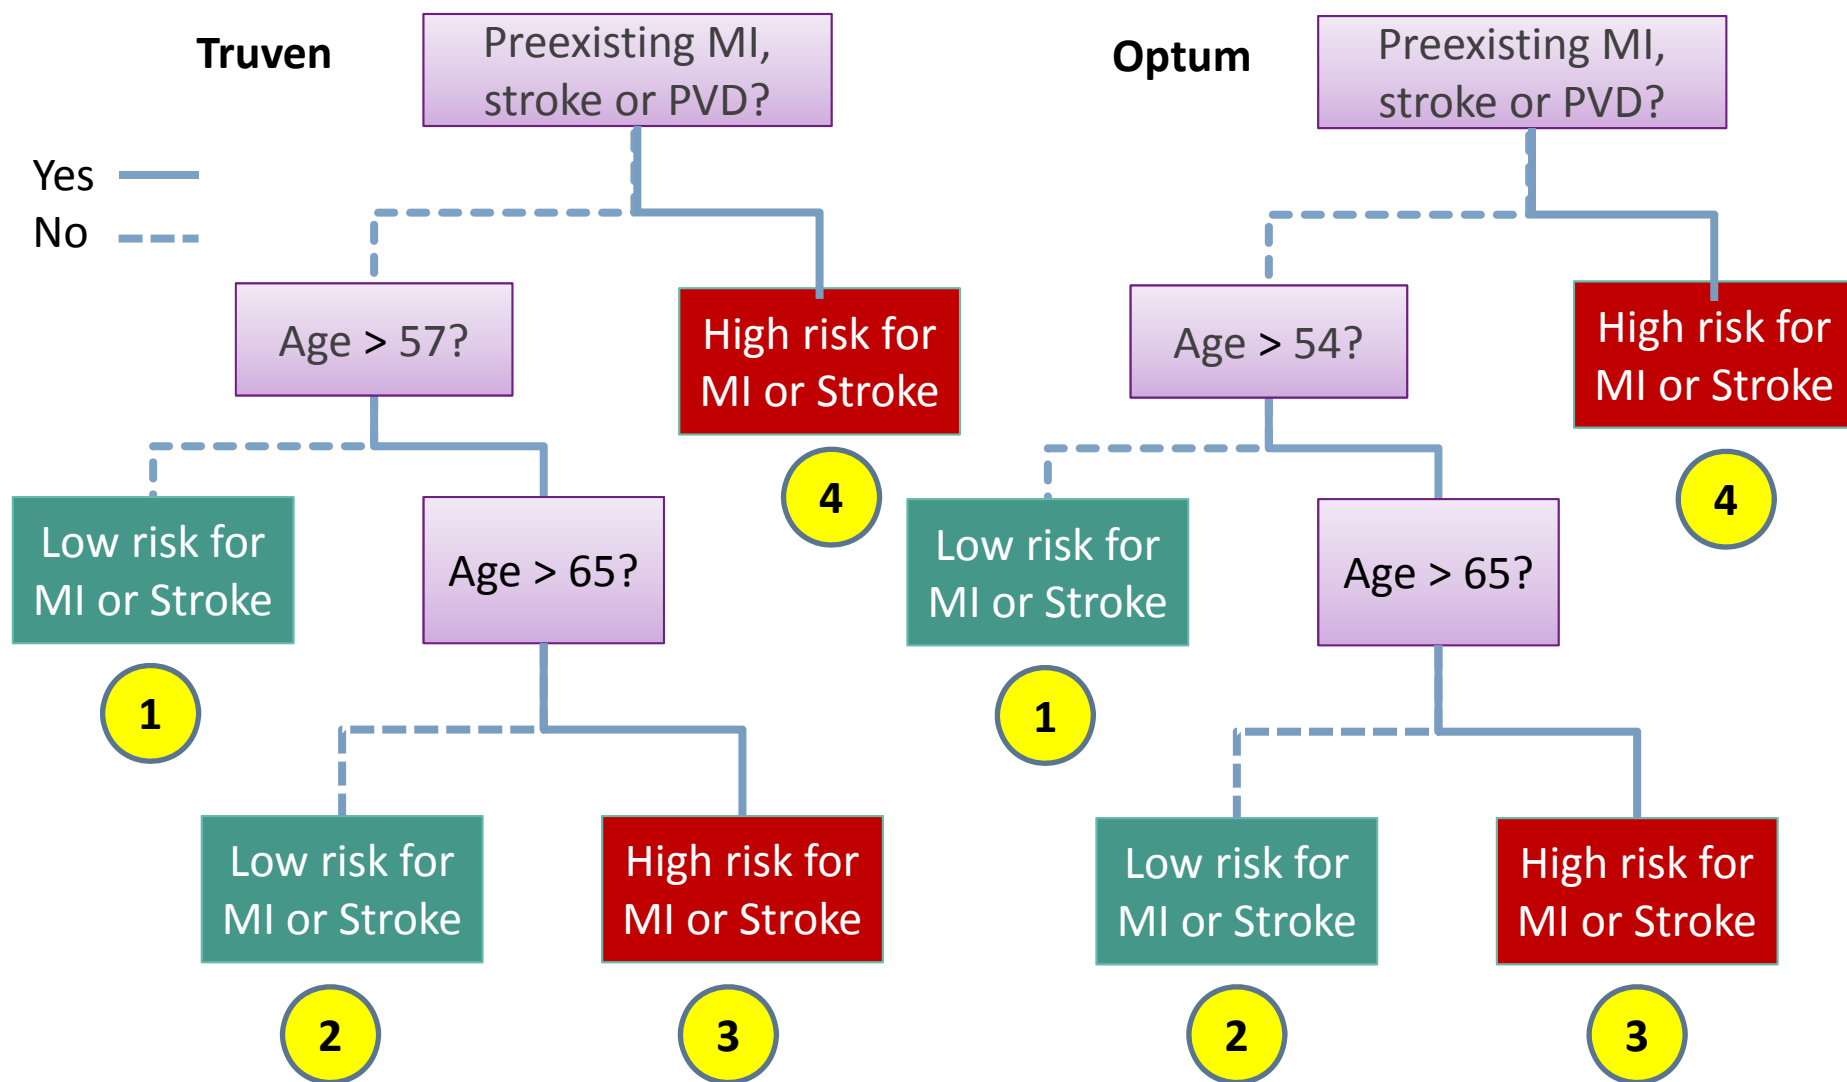 Truven
Preexisting MI,
stroke or PVD?
Yes
No
Age > 57?
High risk for
MI or Stroke
4
Low risk for
MI or Stroke
1
Age > 65?
Low risk for
MI or Stroke
2
High risk for
MI or Stroke
3
Optum
Preexisting MI,
stroke or PVD?
Age > 54?
High risk for
MI or Stroke
4
Low risk for
MI or Stroke
1
Age > 65?
Low risk for
MI or Stroke
2
High risk for
MI or Stroke
3